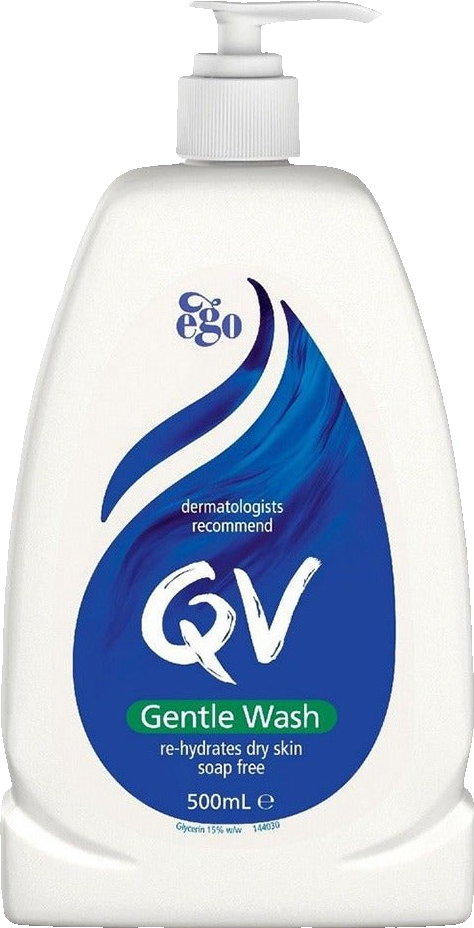 ego
dermatologists
recommend
QV
Gentle Wash
re-hydrates dry skin
soap free
500mL ℮
Glycerin 15% w/w 144030